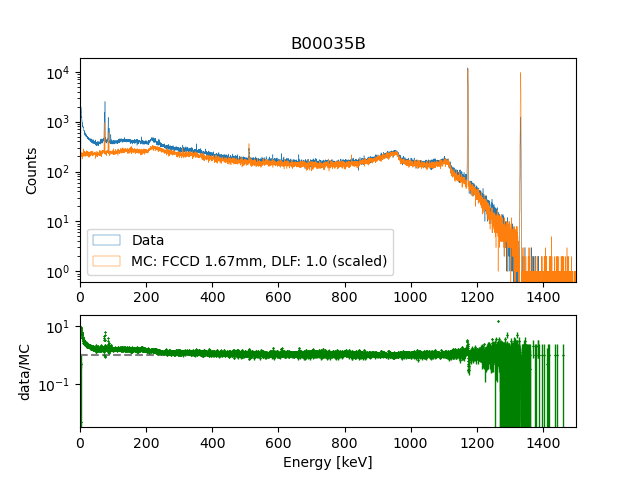 B00035B
Counts
10⁴
10³
10²
10¹
10⁰
Data
MC: FCCD 1.67mm, DLF: 1.0 (scaled)
0 200 400 600 800 1000 1200 1400
data/MC
10¹
10⁻¹
0 200 400 600 800 1000 1200 1400
Energy [keV]